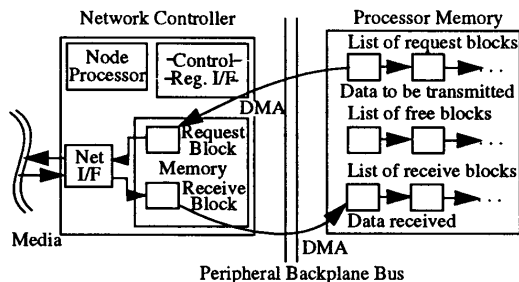 Network Controller
Processor Memory
Node
Processor
Control
Reg. I/F
List of request blocks
DMA
Data to be transmitted
Request
Block
List of free blocks
Net
I/F
Memory
List of receive blocks
Receive
Block
Data received
Media
DMA
Peripheral Backplane Bus